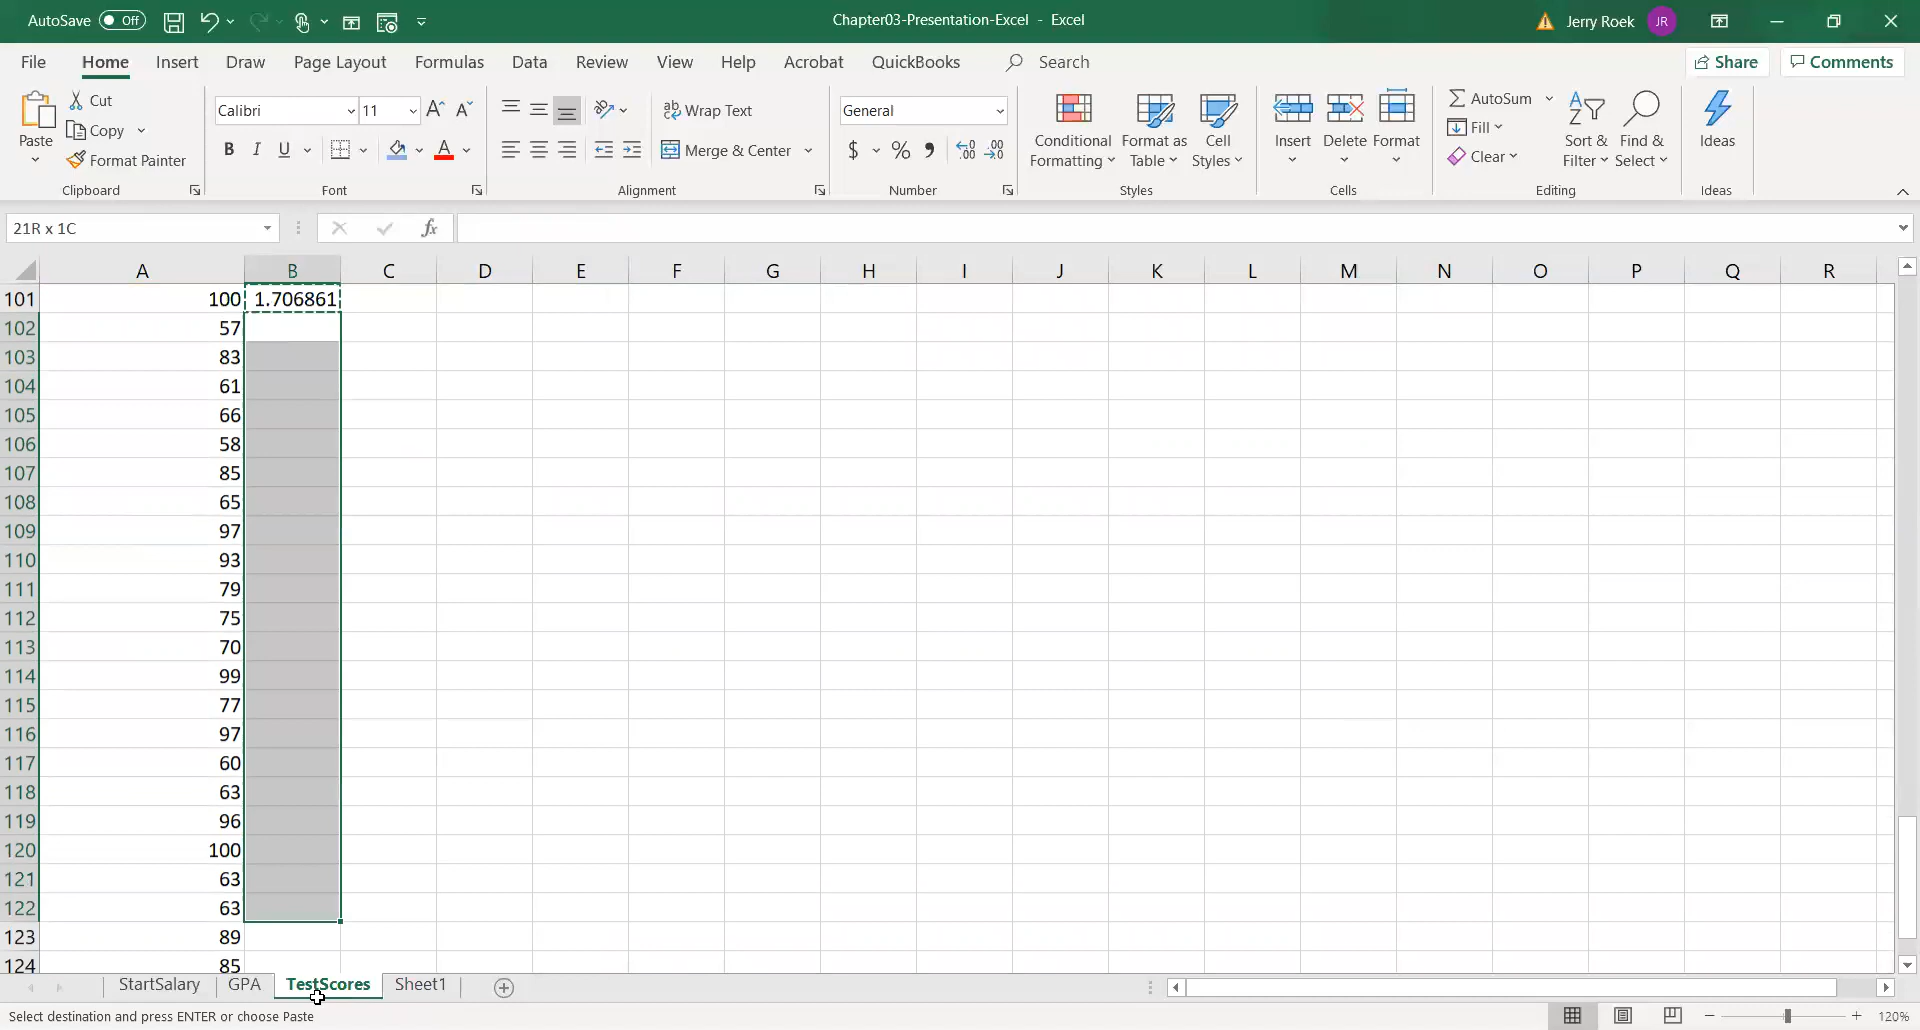 AutoSave Off Chapter03-Presentation-Excel - Excel Jerry Roek JR
File Home Insert Draw Page Layout Formulas Data Review View Help Acrobat QuickBooks Search Share Comments
Paste Cut Copy Format Painter Clipboard
Calibri 11 B I U A Font
ab Wrap Text Merge & Center Alignment
General $ % 9 .00 Number
Conditional Formatting Format as Table Cell Styles Styles
Insert Delete Format Cells
AutoSum Fill Clear Sort & Filter Find & Select Editing
Ideas Ideas
21R x 1C fx
A B C D E F G H I J K L M N O P Q R
101 100 1.706861
102 57
103 83
104 61
105 66
106 58
107 85
108 65
109 97
110 93
111 79
112 75
113 70
114 99
115 77
116 97
117 60
118 63
119 96
120 100
121 63
122 63
123 89
124 85
StartSalary GPA TestScores Sheet1
Select destination and press ENTER or choose Paste 120%